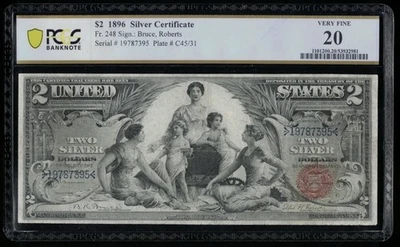 PCGS
BANKNOTE
$2 1896 Silver Certificate
Fr. 248 Sign.: Bruce, Roberts
Serial # 19787395 Plate # C45/31
VERY FINE
20
2 UNITED STATES 2
19787395
TWO
SILVER
DOLLARS
19787395
TWO
SILVER
DOLLARS